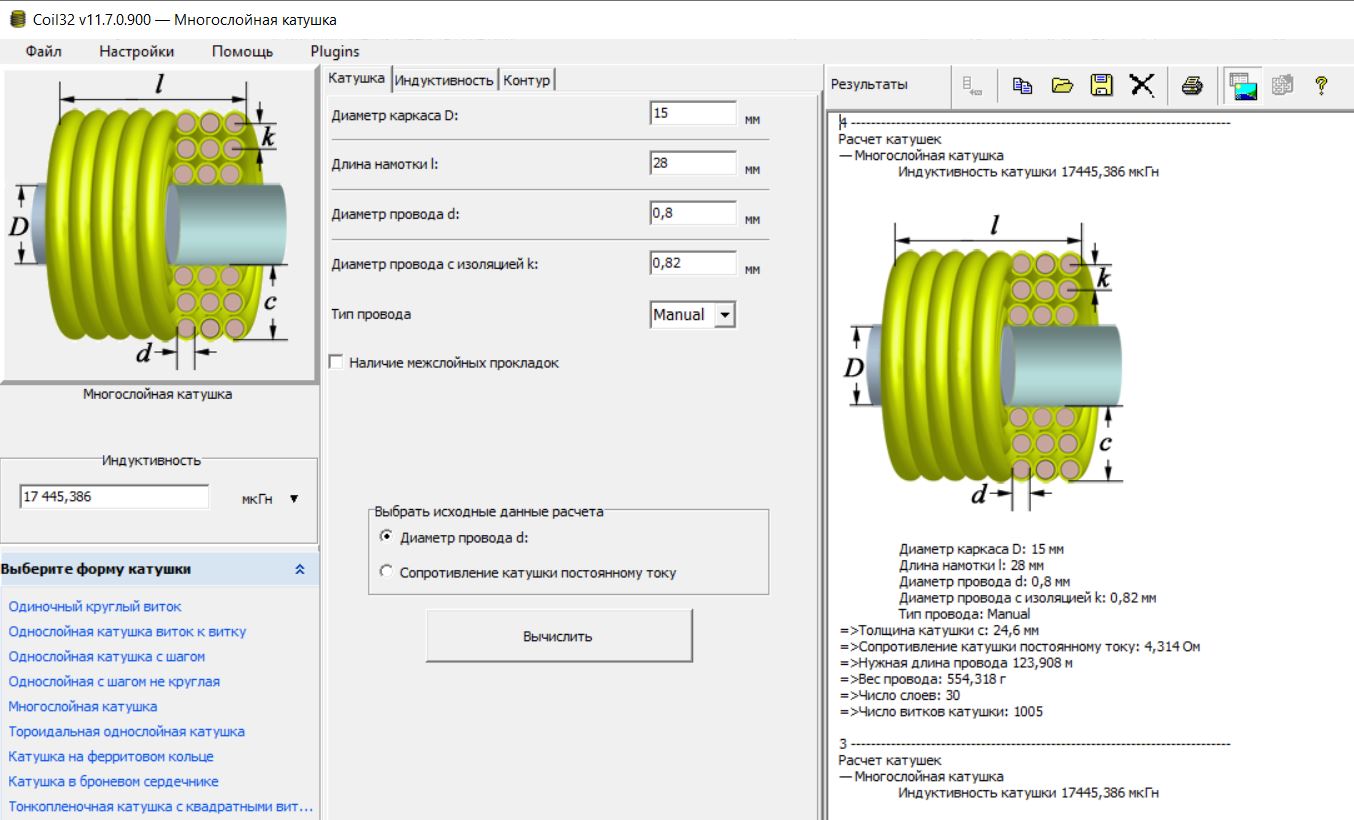 Coil32 v11.7.0.900 — Многослойная катушка
Файл Настройки Помощь Plugins
l
k
D
c
d
Многослойная катушка
Индуктивность
17 445,386 мкГн
Выберите форму катушки
Одиночный круглый виток
Однослойная катушка виток к витку
Однослойная катушка с шагом
Однослойная с шагом не круглая
Многослойная катушка
Тороидальная однослойная катушка
Катушка на ферритовом кольце
Катушка в броневом сердечнике
Тонкопленочная катушка с квадратными вит...
Катушка Индуктивность Контур
Диаметр каркаса D: 15 мм
Длина намотки l: 28 мм
Диаметр провода d: 0,8 мм
Диаметр провода с изоляцией k: 0,82 мм
Тип провода Manual
Наличие межслойных прокладок
Выбрать исходные данные расчета
Диаметр провода d:
Сопротивление катушки постоянному току
Вычислить
Результаты ?
4 ----------------------------------------------------------------------
Расчет катушек
— Многослойная катушка
Индуктивность катушки 17445,386 мкГн
l
k
D
c
d
Диаметр каркаса D: 15 мм
Длина намотки l: 28 мм
Диаметр провода d: 0,8 мм
Диаметр провода с изоляцией k: 0,82 мм
Тип провода: Manual
=>Толщина катушки c: 24,6 мм
=>Сопротивление катушки постоянному току: 4,314 Ом
=>Нужная длина провода 123,908 м
=>Вес провода: 554,318 г
=>Число слоев: 30
=>Число витков катушки: 1005
3 ----------------------------------------------------------------------
Расчет катушек
— Многослойная катушка
Индуктивность катушки 17445,386 мкГн